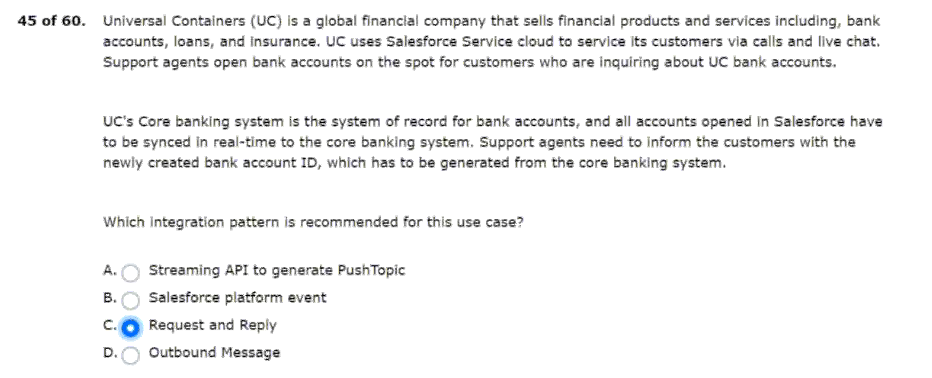 45 of 60. Universal Containers (UC) is a global financial company that sells financial products and services including, bank
accounts, loans, and insurance. UC uses Salesforce Service cloud to service its customers via calls and live chat.
Support agents open bank accounts on the spot for customers who are inquiring about UC bank accounts.
UC's Core banking system is the system of record for bank accounts, and all accounts opened in Salesforce have
to be synced in real-time to the core banking system. Support agents need to inform the customers with the
newly created bank account ID, which has to be generated from the core banking system.
Which integration pattern is recommended for this use case?
A. Streaming API to generate PushTopic
B. Salesforce platform event
C. Request and Reply
D. Outbound Message